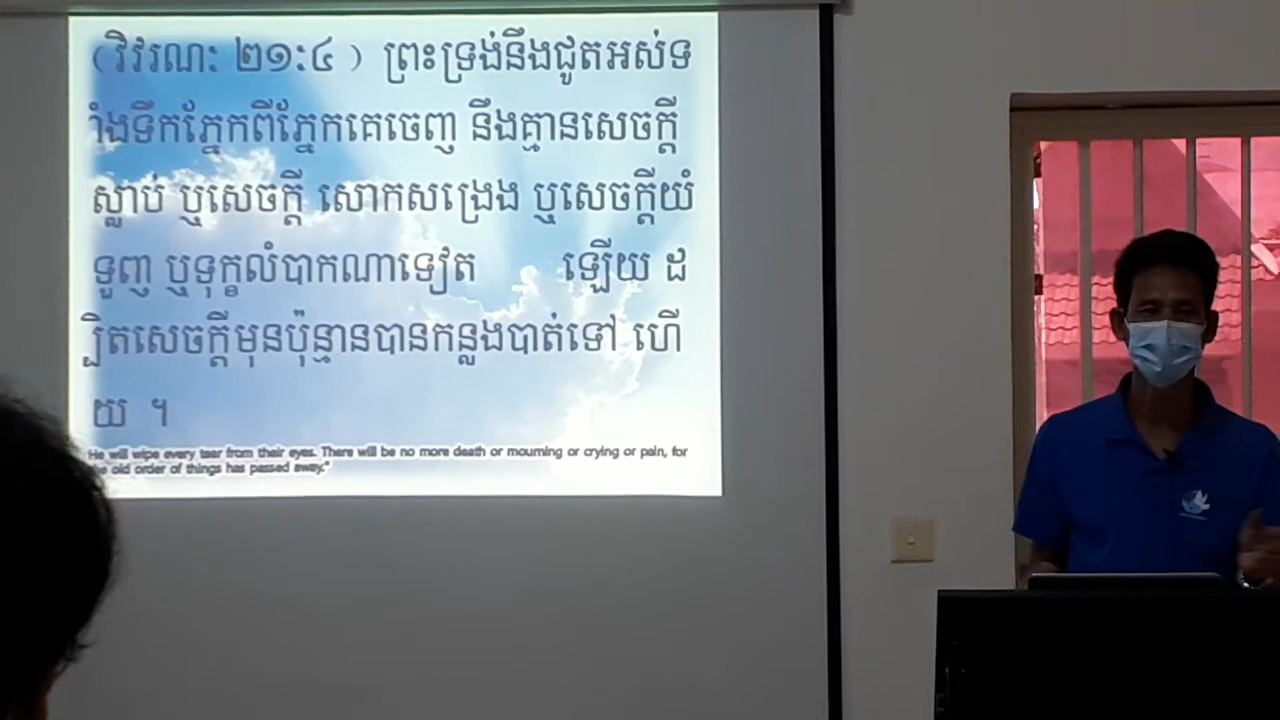 (វិវរណៈ ២១:៤ ) ព្រះទ្រង់នឹងជូតអស់ទ
ាំងទឹកភ្នែកពីភ្នែកគេចេញ នឹងគ្មានសេចក្ដី
ស្លាប់ ឬសេចក្ដី សោកសង្រេង ឬសេចក្ដីយំ
ទួញ ឬទុក្ខលំបាកណាទៀត ឡើយ ដ
្បិតសេចក្ដីមុនប៉ុន្មានបានកន្លងបាត់ទៅ ហើ
យ ។
He will wipe every tear from their eyes. There will be no more death or mourning or crying or pain, for
the old order of things has passed away."